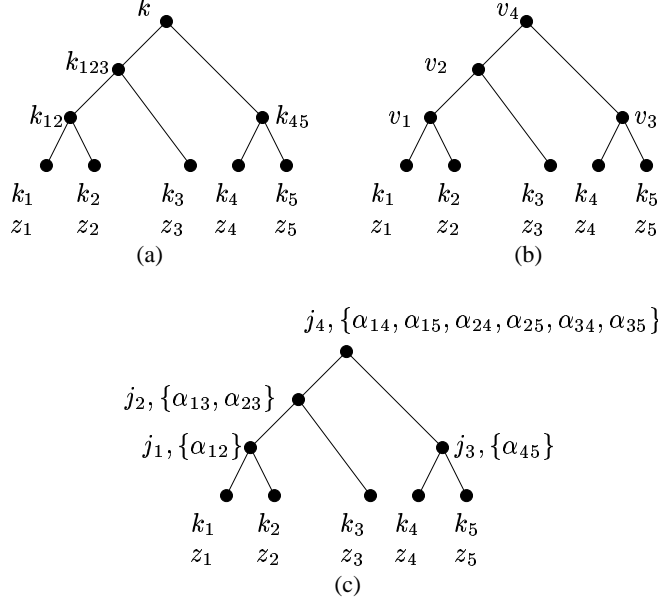 k v₄
k₁₂₃ v₂
k₁₂ k₄₅ v₁ v₃
k₁ k₂ k₃ k₄ k₅ k₁ k₂ k₃ k₄ k₅
z₁ z₂ z₃ z₄ z₅ z₁ z₂ z₃ z₄ z₅
(a) (b)
j₄, {α₁₄, α₁₅, α₂₄, α₂₅, α₃₄, α₃₅}
j₂, {α₁₃, α₂₃}
j₁, {α₁₂} j₃, {α₄₅}
k₁ k₂ k₃ k₄ k₅
z₁ z₂ z₃ z₄ z₅
(c)